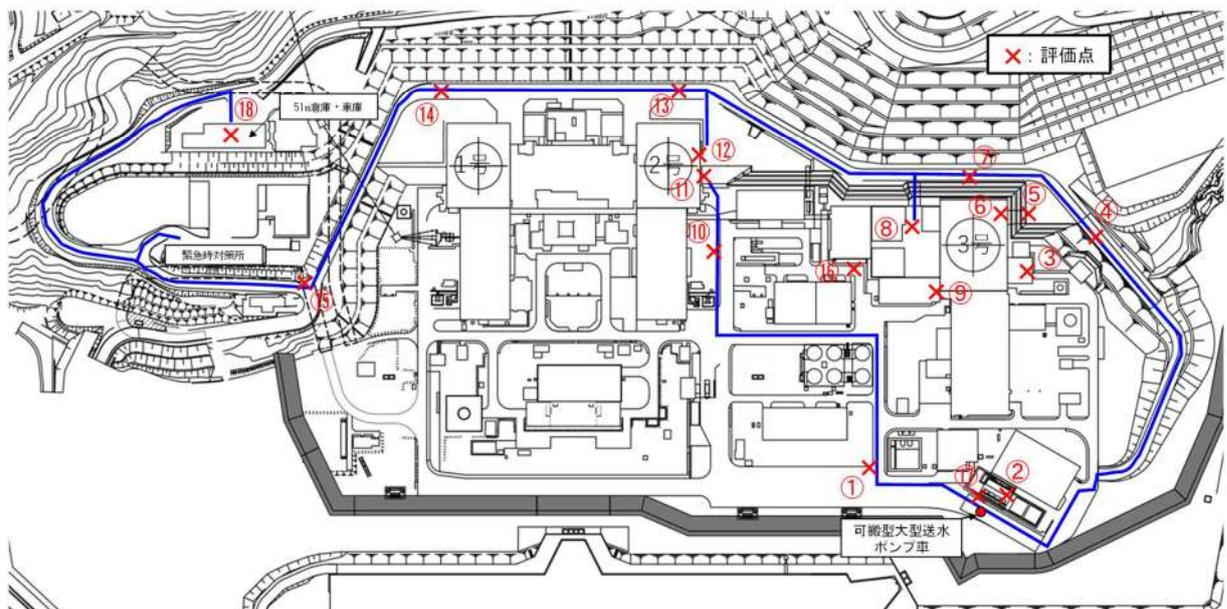 ×：評価点
⑱
51m倉庫・車庫
⑭
⑬
1号
2号
⑫
⑪
⑦
⑥
⑤
④
⑧
3号
⑩
緊急時対策所
⑯
③
⑮
⑨
①
⑰
②
可搬型大型送水
ポンプ車